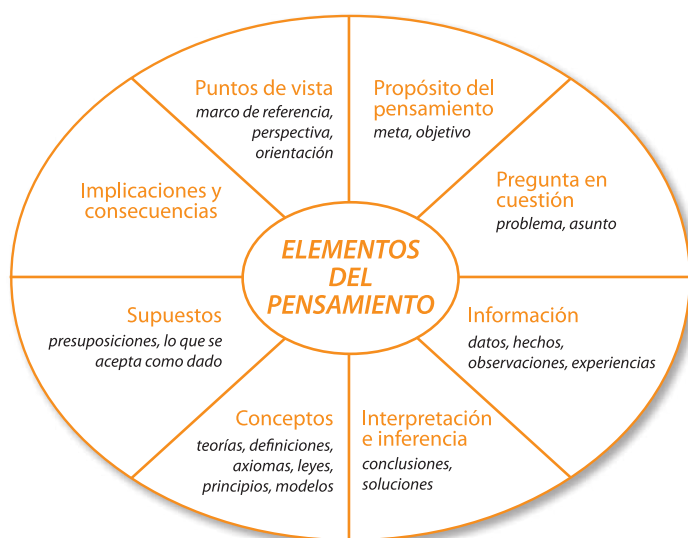 Puntos de vista
marco de referencia,
perspectiva,
orientación
Propósito del
pensamiento
meta, objetivo
Pregunta en
cuestión
problema, asunto
Información
datos, hechos,
observaciones, experiencias
Interpretación
e inferencia
conclusiones,
soluciones
Conceptos
teorías, definiciones,
axiomas, leyes,
principios, modelos
Supuestos
presuposiciones, lo que se
acepta como dado
Implicaciones y
consecuencias
ELEMENTOS
DEL
PENSAMIENTO